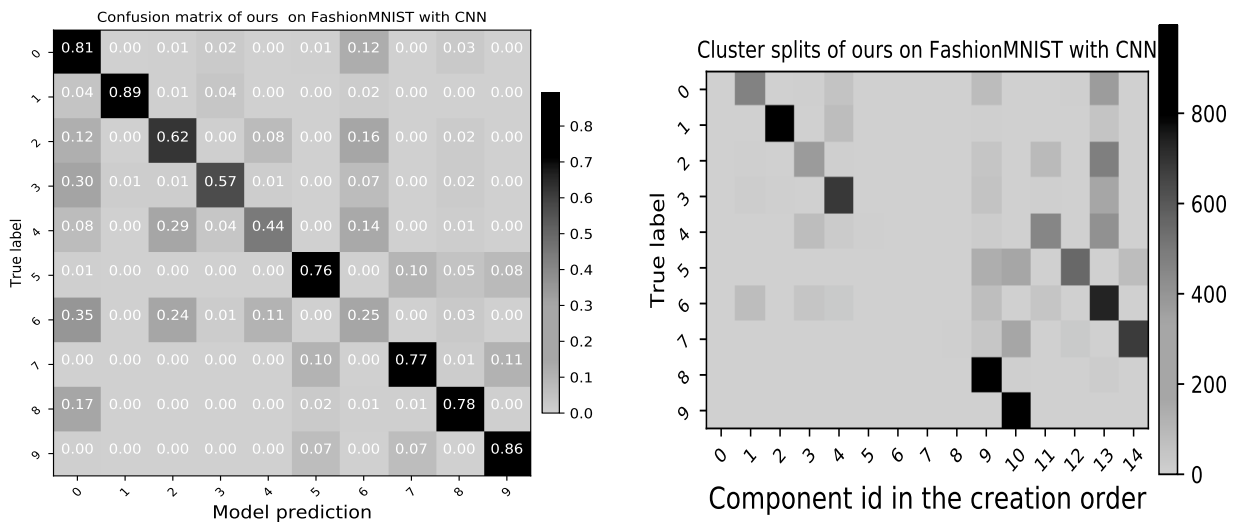 Confusion matrix of ours  on FashionMNIST with CNN
True label
0 0.81 0.00 0.01 0.02 0.00 0.01 0.12 0.00 0.03 0.00
1 0.04 0.89 0.01 0.04 0.00 0.00 0.02 0.00 0.00 0.00
2 0.12 0.00 0.62 0.00 0.08 0.00 0.16 0.00 0.02 0.00
3 0.30 0.01 0.01 0.57 0.01 0.00 0.07 0.00 0.02 0.00
4 0.08 0.00 0.29 0.04 0.44 0.00 0.14 0.00 0.01 0.00
5 0.01 0.00 0.00 0.00 0.00 0.76 0.00 0.10 0.05 0.08
6 0.35 0.00 0.24 0.01 0.11 0.00 0.25 0.00 0.03 0.00
7 0.00 0.00 0.00 0.00 0.00 0.10 0.00 0.77 0.01 0.11
8 0.17 0.00 0.00 0.00 0.00 0.02 0.01 0.01 0.78 0.00
9 0.00 0.00 0.00 0.00 0.00 0.07 0.00 0.07 0.00 0.86
0 1 2 3 4 5 6 7 8 9
Model prediction
0.8
0.7
0.6
0.5
0.4
0.3
0.2
0.1
0.0
Cluster splits of ours on FashionMNIST with CNN
True label
0
1
2
3
4
5
6
7
8
9
0 1 2 3 4 5 6 7 8 9 10 11 12 13 14
Component id in the creation order
800
600
400
200
0